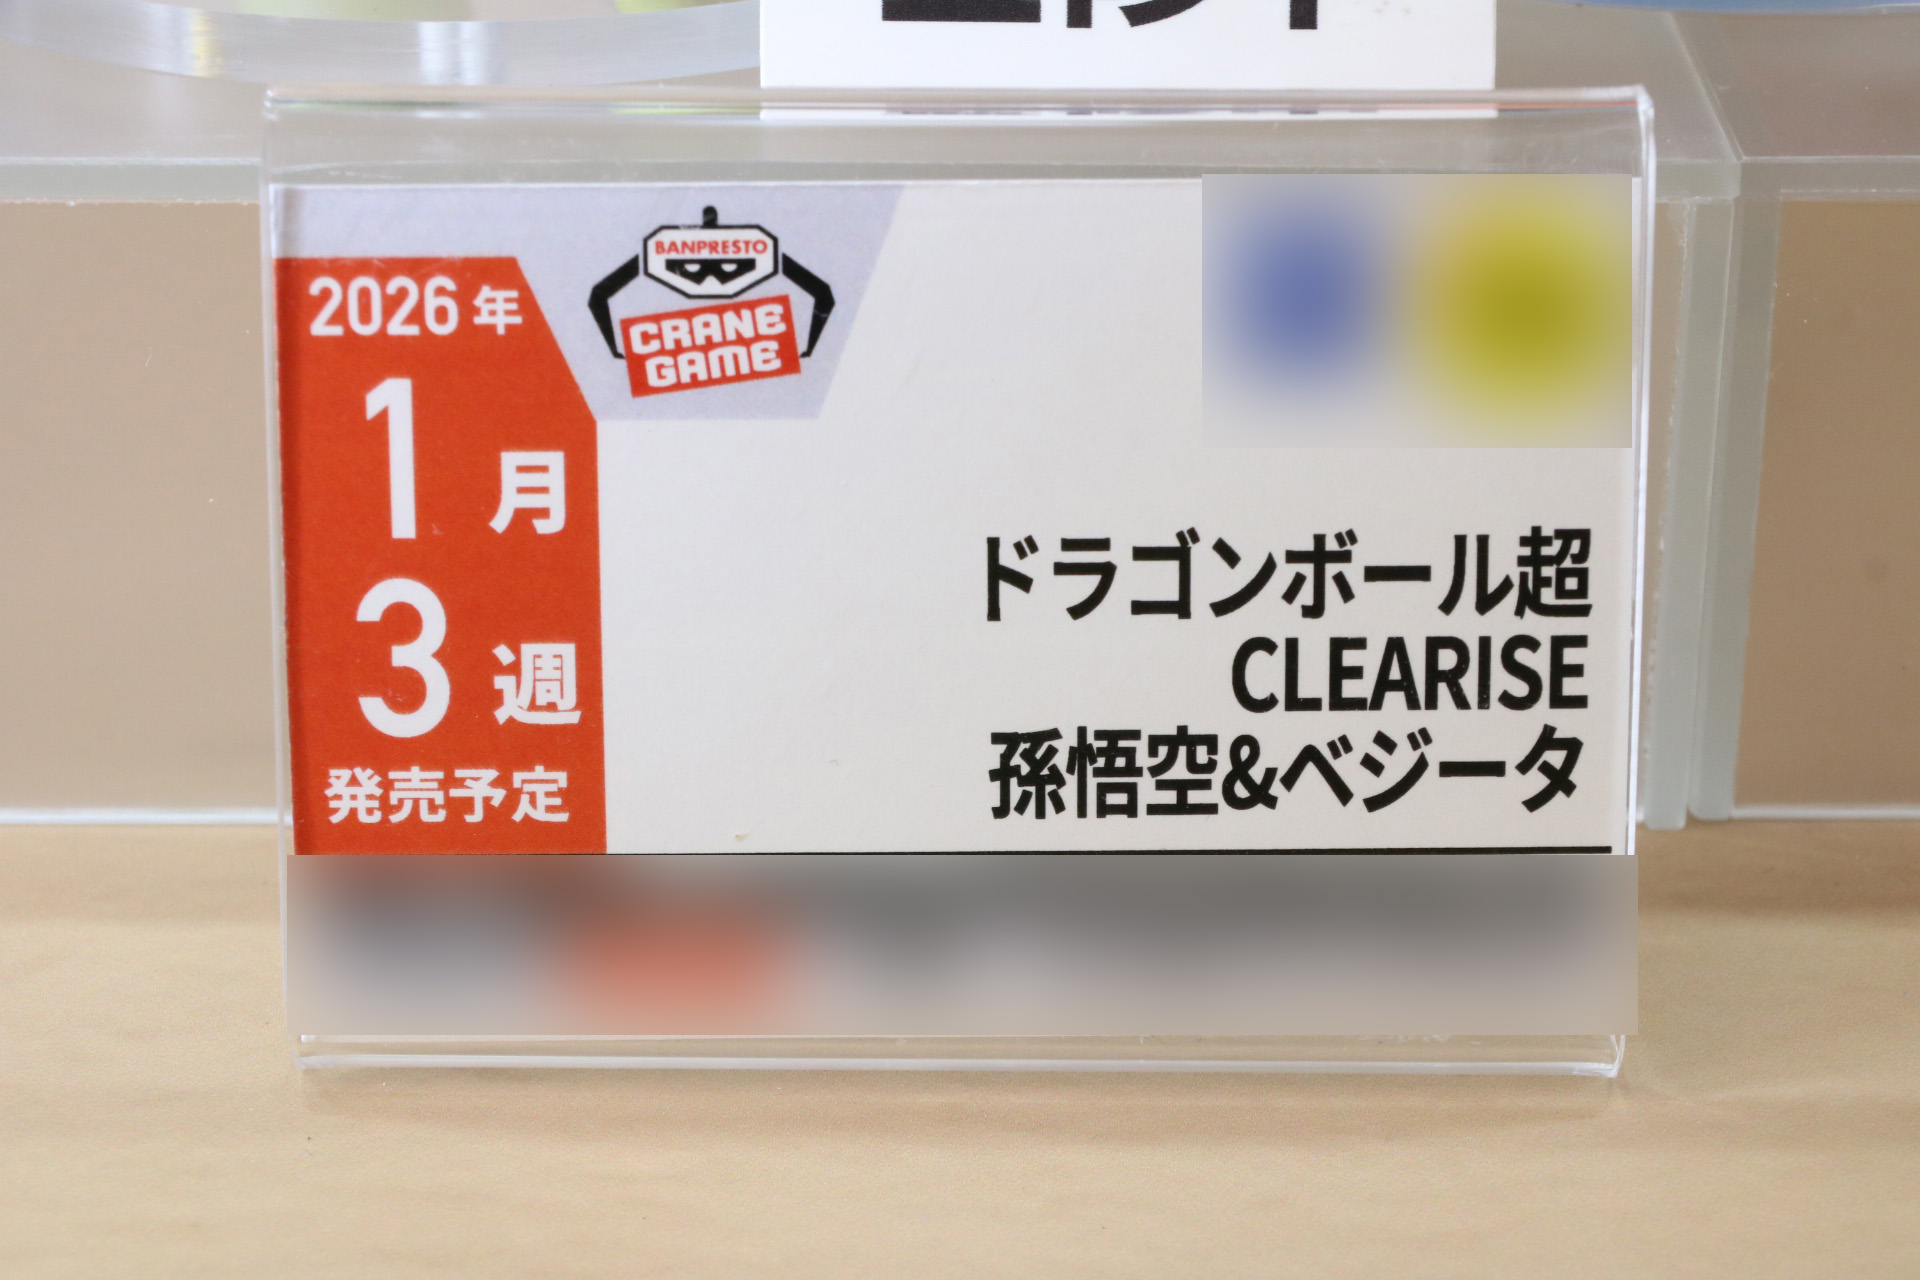 BANPRESTO
CRANE
GAME
2026年
1月
3週
発売予定
ドラゴンボール超
CLEARISE
孫悟空&ベジータ